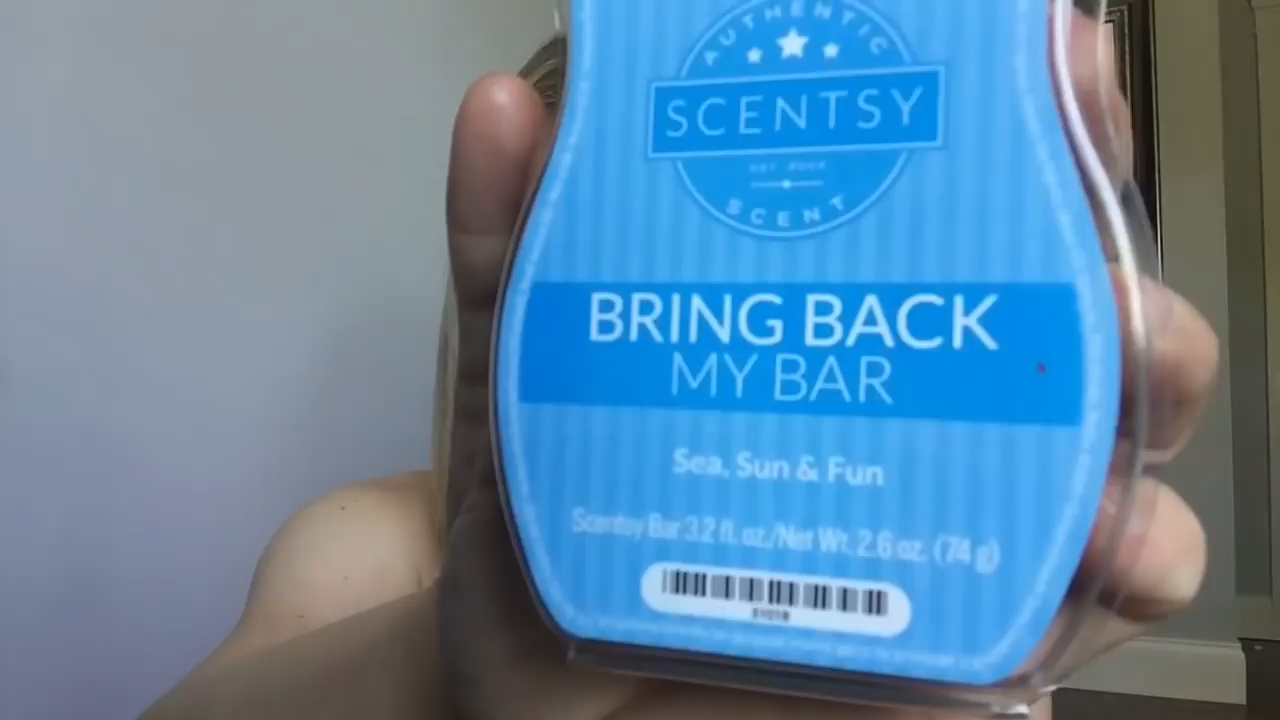 AUTHENTIC
SCENTSY
SCENT
BRING BACK
MY BAR
Sea, Sun & Fun
Scentsy Bar 3.2 fl. oz./Net Wt. 2.6 oz. (74 g)